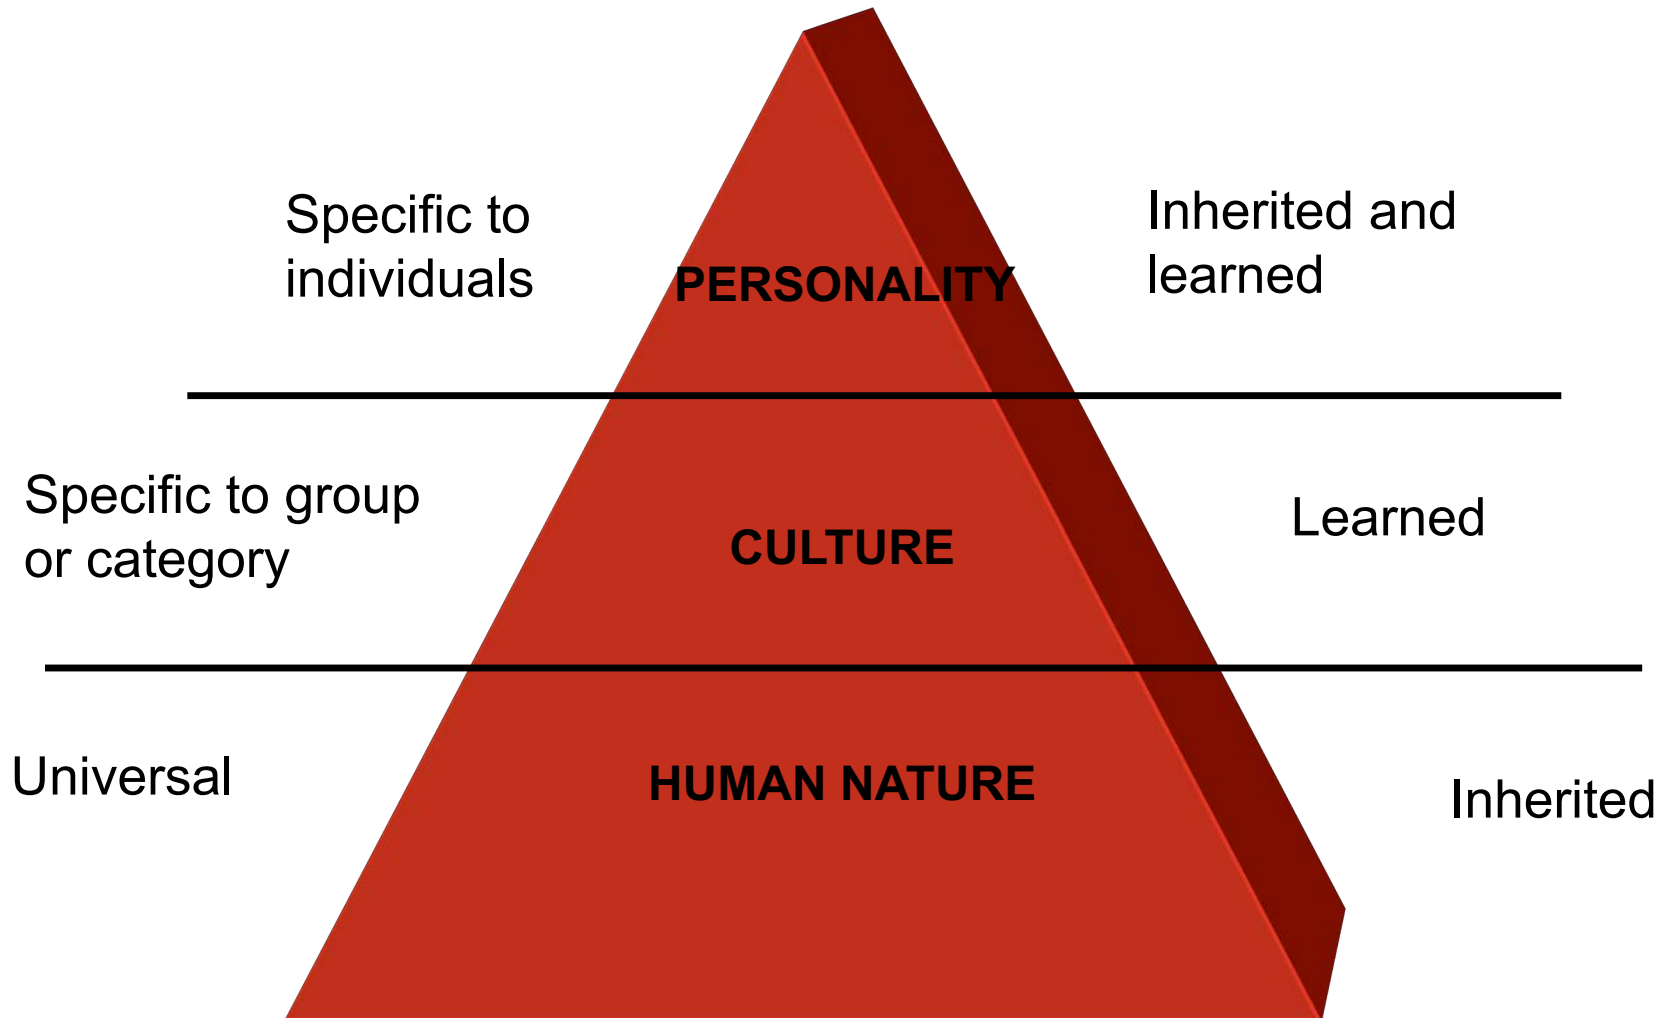 Specific to
individuals
PERSONALITY
Inherited and
learned
Specific to group
or category
CULTURE
Learned
Universal
HUMAN NATURE
Inherited